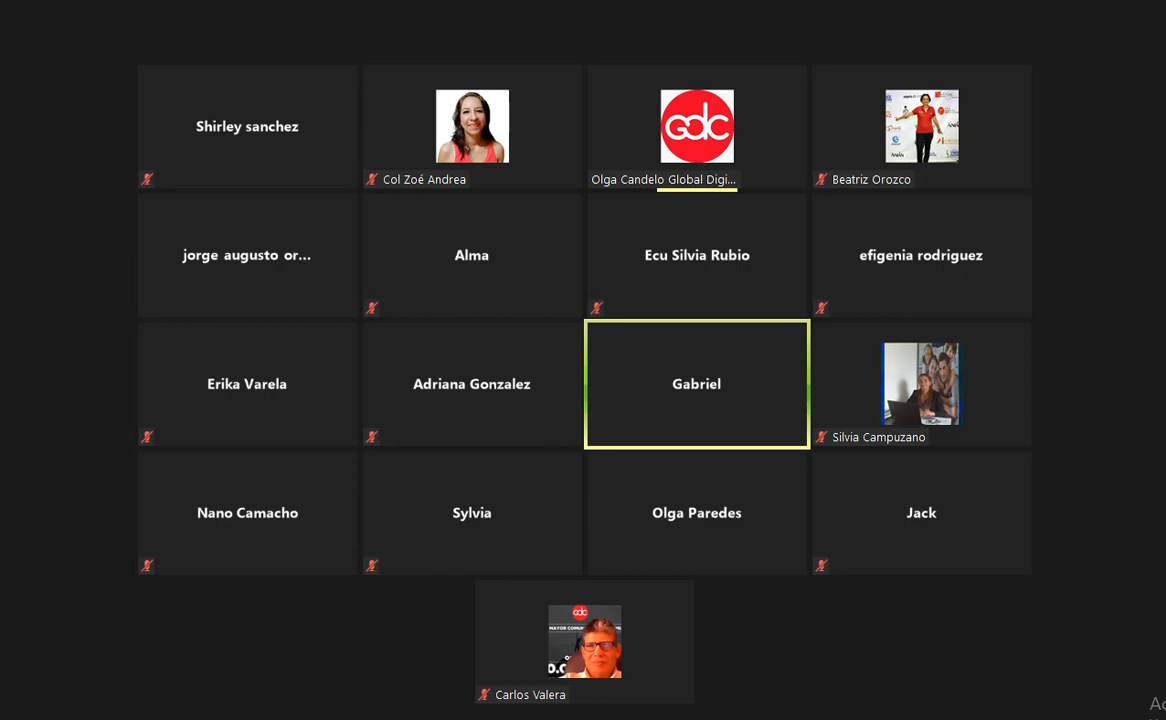 Shirley sanchez
Col Zoé Andrea
GDC
Olga Candelo Global Digi...
Beatriz Orozco
jorge augusto or...
Alma
Ecu Silvia Rubio
efigenia rodriguez
Erika Varela
Adriana Gonzalez
Gabriel
Silvia Campuzano
Nano Camacho
Sylvia
Olga Paredes
Jack
GDC
MAYOR COMUN
Carlos Valera
Ac